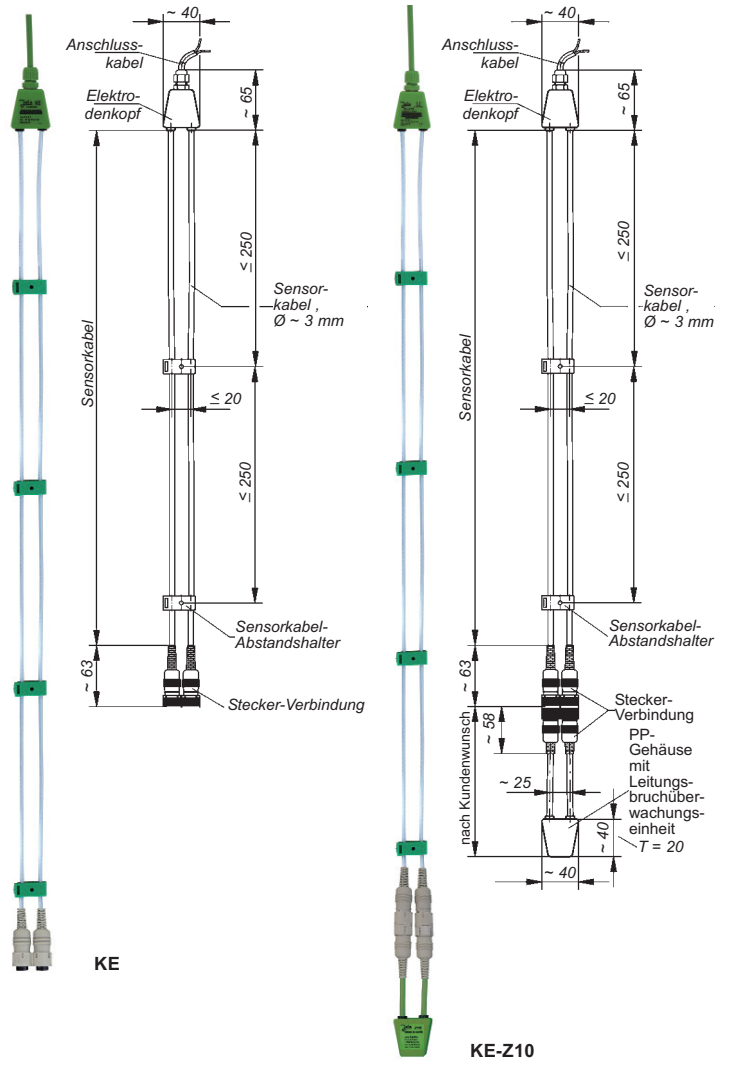 ~ 40
Anschluss-
kabel
Elektro-
denkopf
~ 65
≤ 250
Sensor-
kabel ,
Ø ~ 3 mm
Sensorkabel
≤ 20
≤ 250
Sensorkabel-
Abstandshalter
~ 63
Stecker-Verbindung
KE
~ 40
Anschluss-
kabel
Elektro-
denkopf
~ 65
≤ 250
Sensor-
kabel ,
Ø ~ 3 mm
Sensorkabel
≤ 20
≤ 250
Sensorkabel-
Abstandshalter
~ 63
Stecker-
Verbindung
~ 58
nach Kundenwunsch
PP-
Gehäuse
mit
Leitungs-
bruchüber-
wachungs-
einheit
~ 25
~ 40
T = 20
~ 40
KE-Z10